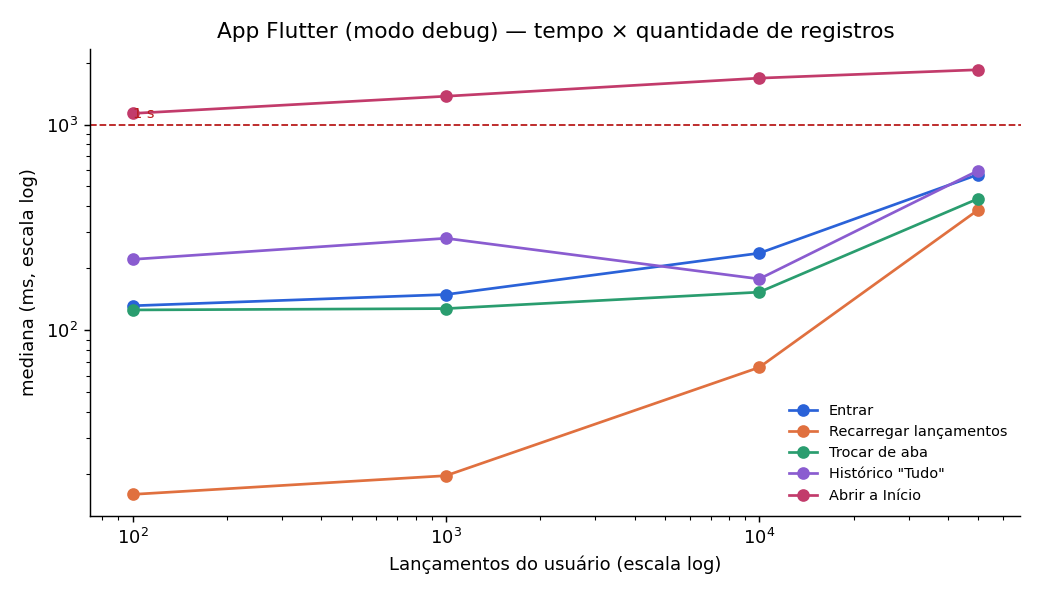 App Flutter (modo debug) — tempo × quantidade de registros
mediana (ms, escala log)
10³
10²
1 s
10² 10³ 10⁴
Lançamentos do usuário (escala log)
Entrar
Recarregar lançamentos
Trocar de aba
Histórico "Tudo"
Abrir a Início